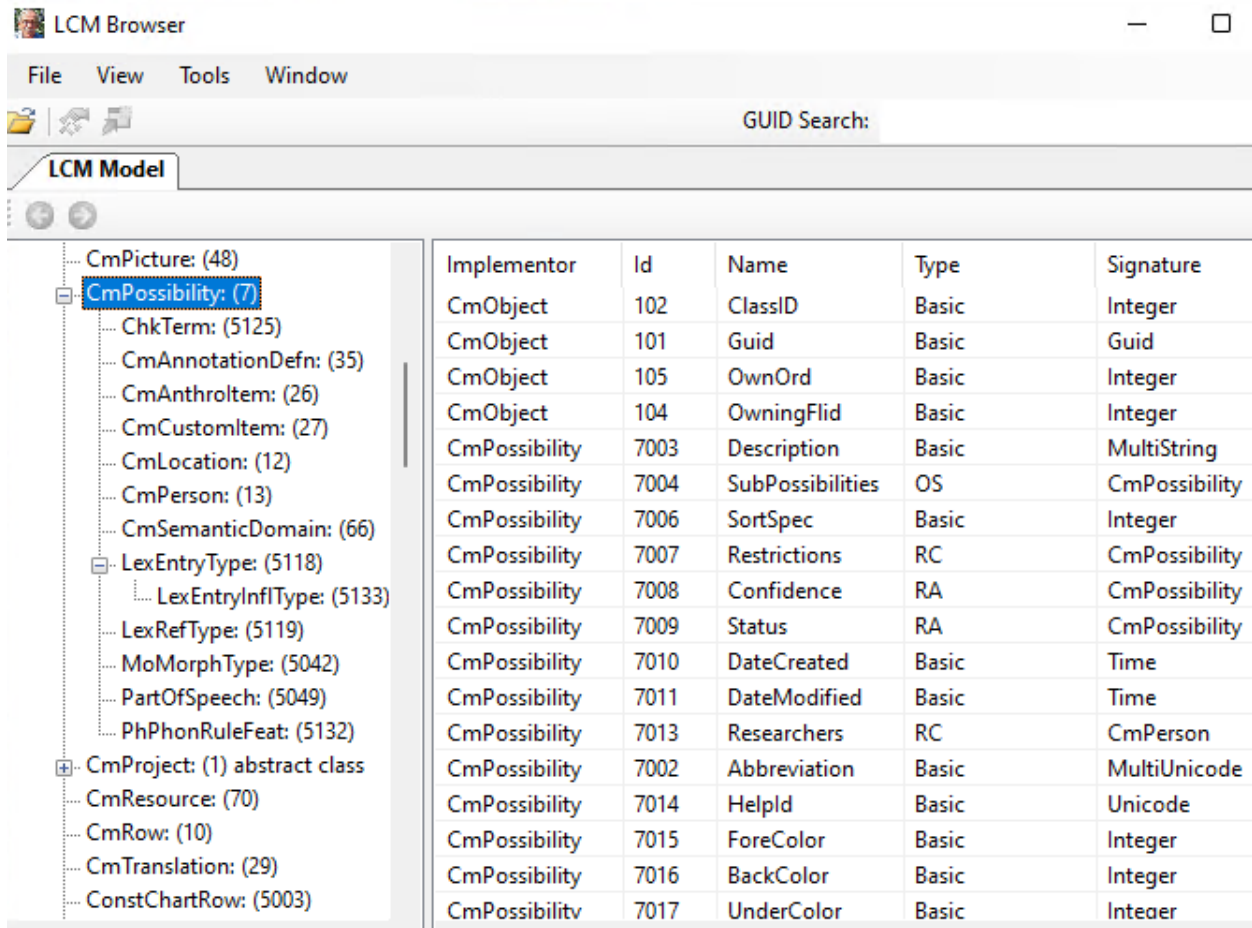 LCM Browser
File View Tools Window
GUID Search:
LCM Model
CmPicture: (48)
CmPossibility: (7)
ChkTerm: (5125)
CmAnnotationDefn: (35)
CmAnthroItem: (26)
CmCustomItem: (27)
CmLocation: (12)
CmPerson: (13)
CmSemanticDomain: (66)
LexEntryType: (5118)
LexEntryInflType: (5133)
LexRefType: (5119)
MoMorphType: (5042)
PartOfSpeech: (5049)
PhPhonRuleFeat: (5132)
CmProject: (1) abstract class
CmResource: (70)
CmRow: (10)
CmTranslation: (29)
ConstChartRow: (5003)
Implementor Id Name Type Signature
CmObject 102 ClassID Basic Integer
CmObject 101 Guid Basic Guid
CmObject 105 OwnOrd Basic Integer
CmObject 104 OwningFlid Basic Integer
CmPossibility 7003 Description Basic MultiString
CmPossibility 7004 SubPossibilities OS CmPossibility
CmPossibility 7006 SortSpec Basic Integer
CmPossibility 7007 Restrictions RC CmPossibility
CmPossibility 7008 Confidence RA CmPossibility
CmPossibility 7009 Status RA CmPossibility
CmPossibility 7010 DateCreated Basic Time
CmPossibility 7011 DateModified Basic Time
CmPossibility 7013 Researchers RC CmPerson
CmPossibility 7002 Abbreviation Basic MultiUnicode
CmPossibility 7014 HelpId Basic Unicode
CmPossibility 7015 ForeColor Basic Integer
CmPossibility 7016 BackColor Basic Integer
CmPossibility 7017 UnderColor Basic Integer